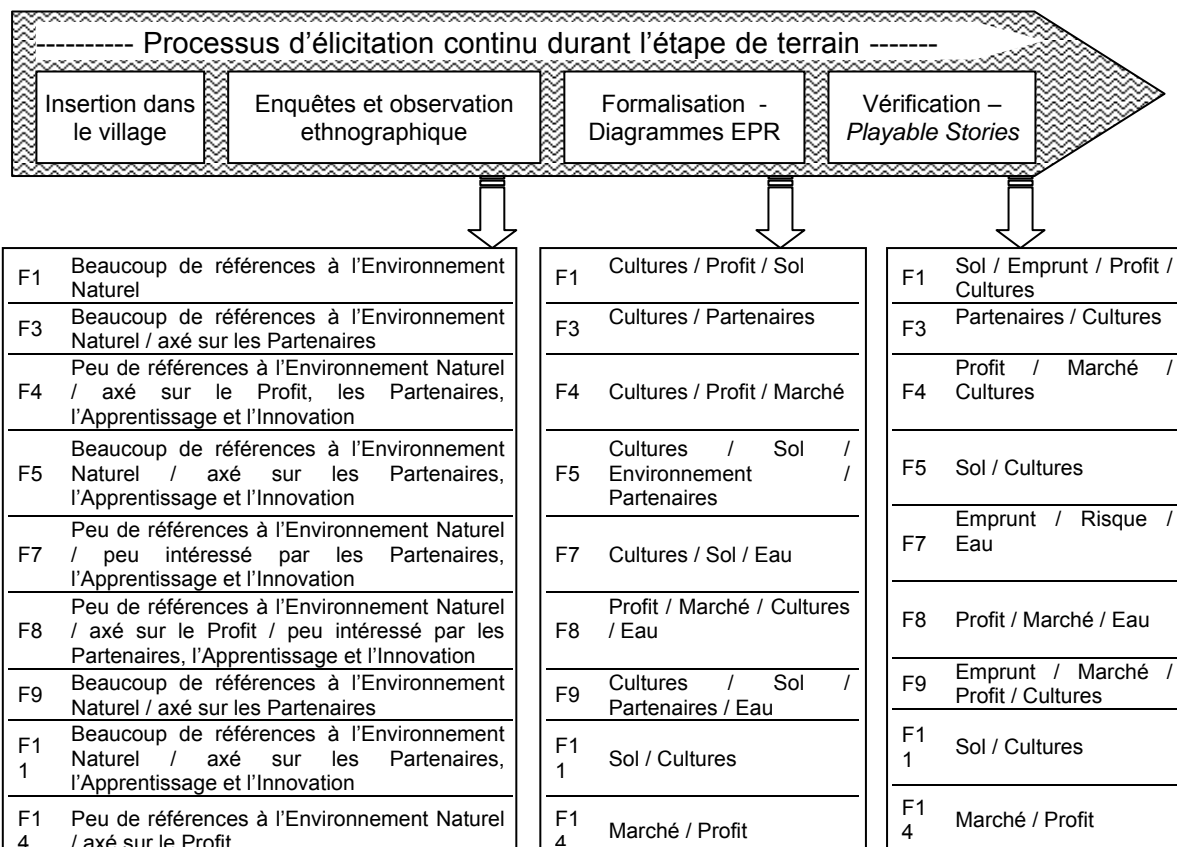 ---------- Processus d'élicitation continu durant l'étape de terrain -------
Insertion dans
le village
Enquêtes et observation
ethnographique
Formalisation -
Diagrammes EPR
Vérification –
Playable Stories
F1 Beaucoup de références à l'Environnement
Naturel
F3 Beaucoup de références à l'Environnement
Naturel / axé sur les Partenaires
F4 Peu de références à l'Environnement Naturel
/ axé sur le Profit, les Partenaires,
l'Apprentissage et l'Innovation
F5 Beaucoup de références à l'Environnement
Naturel / axé sur les Partenaires,
l'Apprentissage et l'Innovation
F7 Peu de références à l'Environnement Naturel
/ peu intéressé par les Partenaires,
l'Apprentissage et l'Innovation
F8 Peu de références à l'Environnement Naturel
/ axé sur le Profit / peu intéressé par les
Partenaires, l'Apprentissage et l'Innovation
F9 Beaucoup de références à l'Environnement
Naturel / axé sur les Partenaires
F1
1 Beaucoup de références à l'Environnement
Naturel / axé sur les Partenaires,
l'Apprentissage et l'Innovation
F1
4 Peu de références à l'Environnement Naturel
/ axé sur le Profit
F1 Cultures / Profit / Sol
F3 Cultures / Partenaires
F4 Cultures / Profit / Marché
F5 Cultures / Sol /
Environnement /
Partenaires
F7 Cultures / Sol / Eau
F8 Profit / Marché / Cultures
/ Eau
F9 Cultures / Sol /
Partenaires / Eau
F1
1 Sol / Cultures
F1
4 Marché / Profit
F1 Sol / Emprunt / Profit /
Cultures
F3 Partenaires / Cultures
F4 Profit / Marché /
Cultures
F5 Sol / Cultures
F7 Emprunt / Risque /
Eau
F8 Profit / Marché / Eau
F9 Emprunt / Marché /
Profit / Cultures
F1
1 Sol / Cultures
F1
4 Marché / Profit